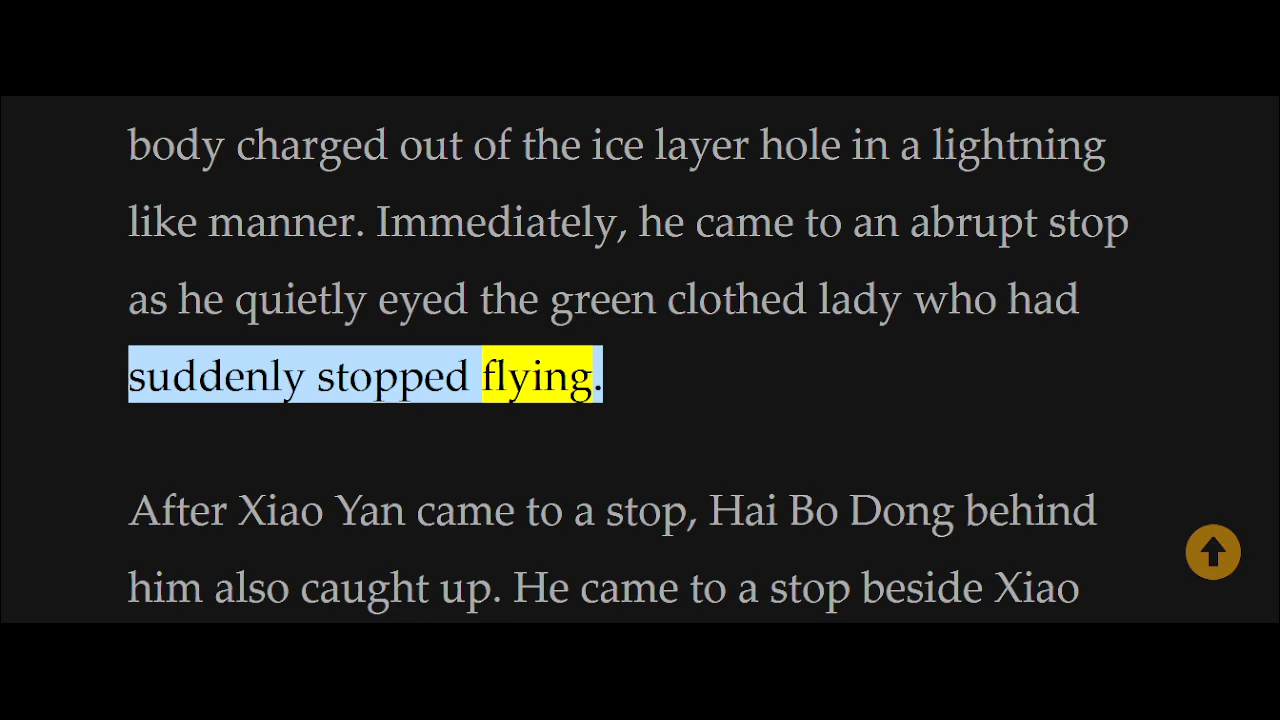 body charged out of the ice layer hole in a lightning
like manner. Immediately, he came to an abrupt stop
as he quietly eyed the green clothed lady who had
suddenly stopped flying.
After Xiao Yan came to a stop, Hai Bo Dong behind
him also caught up. He came to a stop beside Xiao